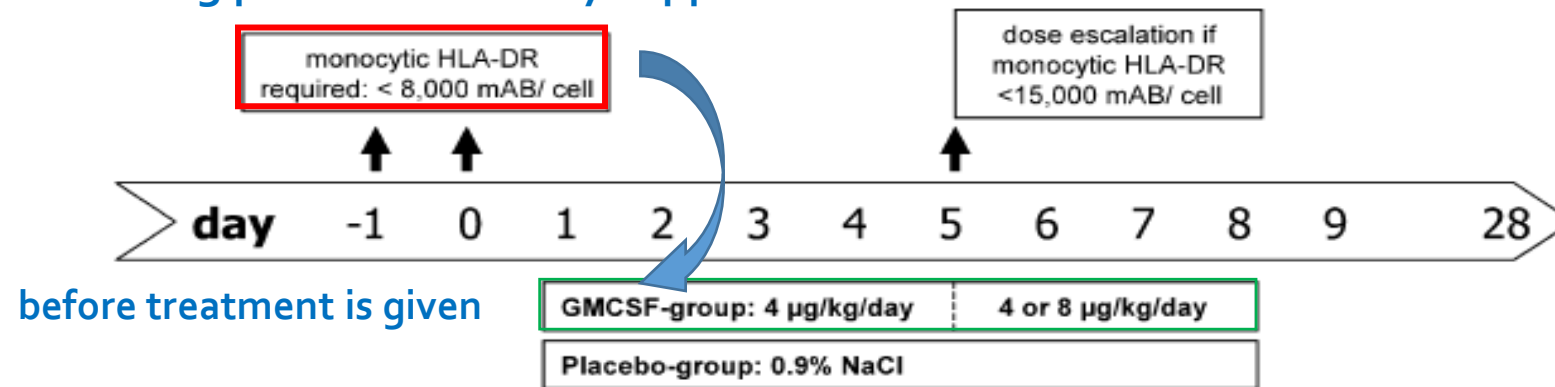 monocytic HLA-DR
required: < 8,000 mAB/ cell
dose escalation if
monocytic HLA-DR
<15,000 mAB/ cell
day -1 0 1 2 3 4 5 6 7 8 9 28
before treatment is given
GMCSF-group: 4 µg/kg/day 4 or 8 µg/kg/day
Placebo-group: 0.9% NaCl